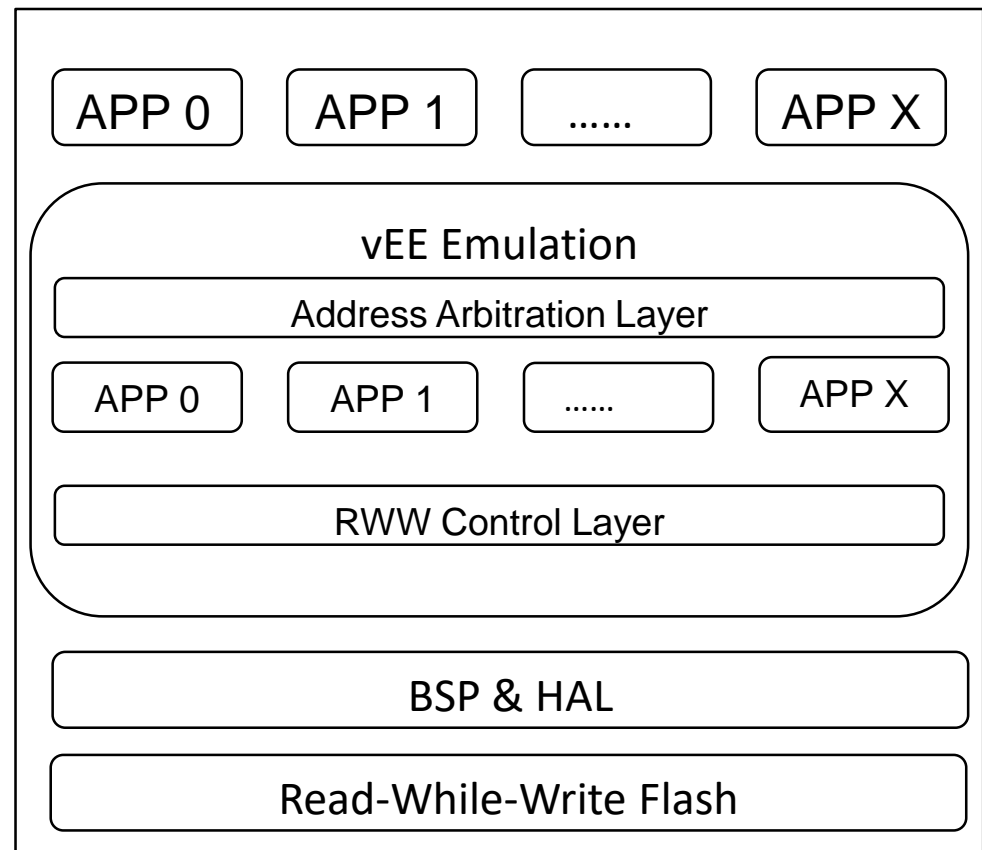 APP 0 APP 1 ...... APP X
vEE Emulation
Address Arbitration Layer
APP 0 APP 1 ...... APP X
RWW Control Layer
BSP & HAL
Read-While-Write Flash